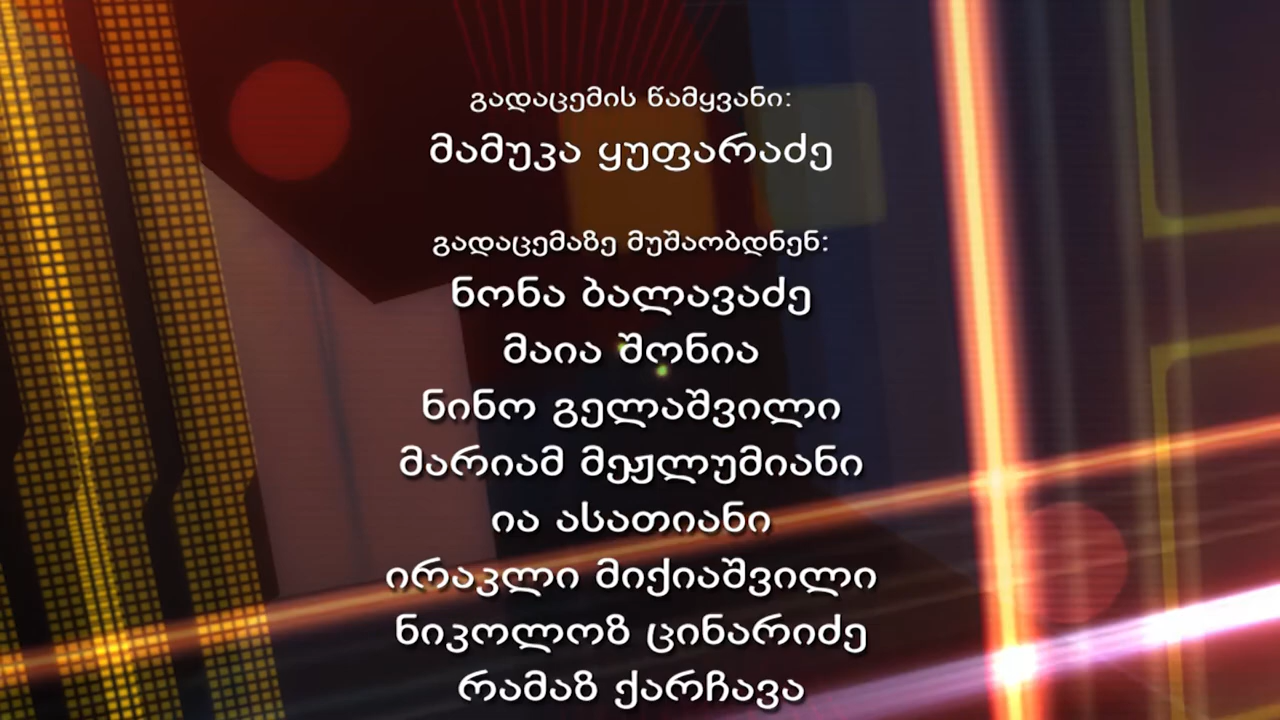 გადაცემის წამყვანი:
მამუკა ყუფარაძე
გადაცემაზე მუშაობდნენ:
ნონა ბალავაძე
მაია შონია
ნინო გელაშვილი
მარიამ მეჟლუმიანი
ია ასათიანი
ირაკლი მიქიაშვილი
ნიკოლოზ ცინარიძე
რამაზ ქარჩავა